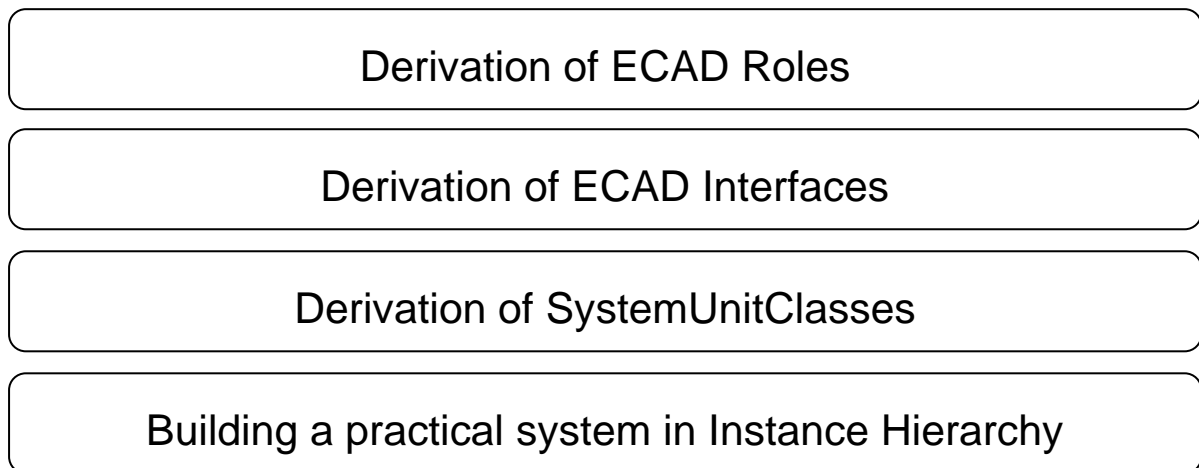 Derivation of ECAD Roles
Derivation of ECAD Interfaces
Derivation of SystemUnitClasses
Building a practical system in Instance Hierarchy